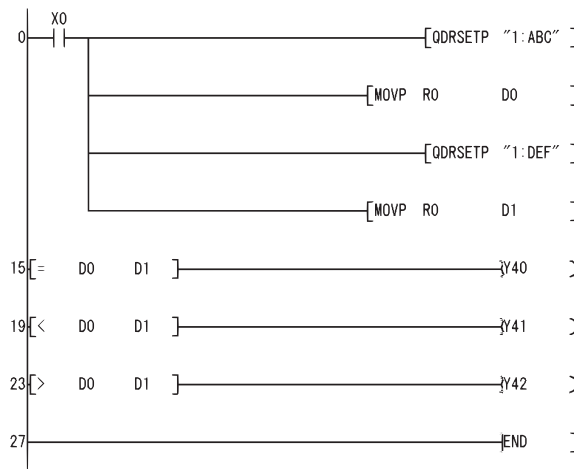 X0
0 [QDRSETP "1:ABC" ]
[MOVP R0 D0 ]
[QDRSETP "1:DEF" ]
[MOVP R0 D1 ]
15 [= D0 D1 ] (Y40 )
19 [< D0 D1 ] (Y41 )
23 [> D0 D1 ] (Y42 )
27 [END ]